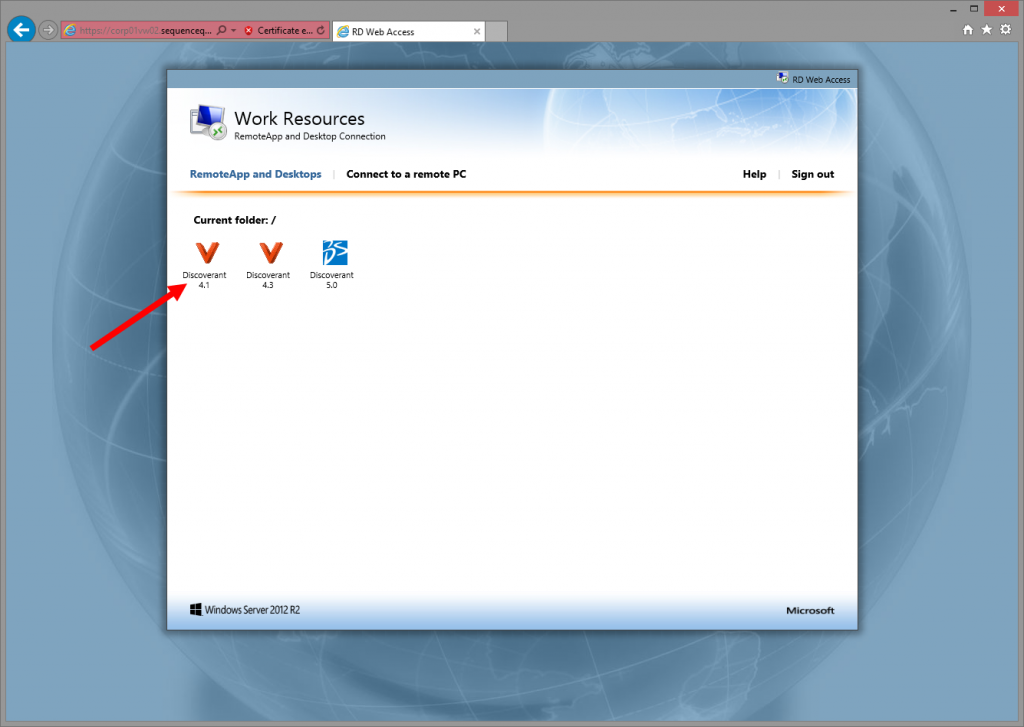 https://corp01vw02.sequenceq... Certificate e... RD Web Access
RD Web Access
Work Resources
RemoteApp and Desktop Connection
RemoteApp and Desktops Connect to a remote PC Help Sign out
Current folder: /
Discoverant Discoverant Discoverant
4.1 4.3 5.0
Windows Server 2012 R2 Microsoft